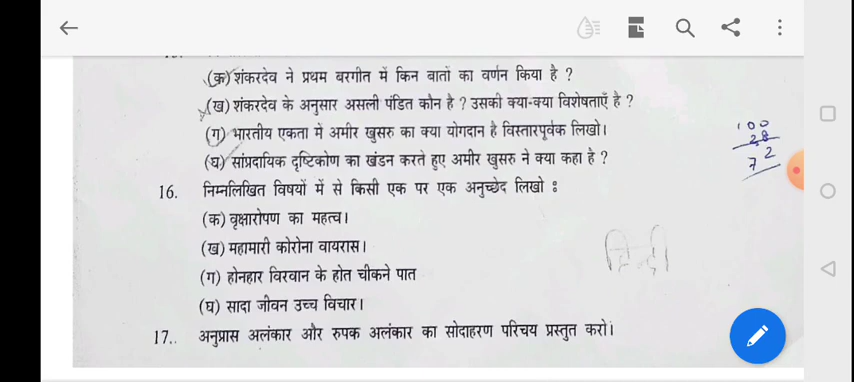 (क) शंकरदेव ने प्रथम बरगीत में किन बातों का वर्णन किया है ?
(ख) शंकरदेव के अनुसार असली पंडित कौन है ? उसकी क्या-क्या विशेषताएँ है ?
(ग) भारतीय एकता में अमीर खुसरु का क्या योगदान है विस्तारपूर्वक लिखो।
(घ) सांप्रदायिक दृष्टिकोण का खंडन करते हुए अमीर खुसरु ने क्या कहा है ?
16. निम्नलिखित विषयों में से किसी एक पर एक अनुच्छेद लिखो :
(क) वृक्षारोपण का महत्व।
(ख) महामारी कोरोना वायरास।
(ग) होनहार विरवान के होत चीकने पात
(घ) सादा जीवन उच्च विचार।
17. अनुप्रास अलंकार और रुपक अलंकार का सोदाहरण परिचय प्रस्तुत करो।
100
28
72
हिन्दी